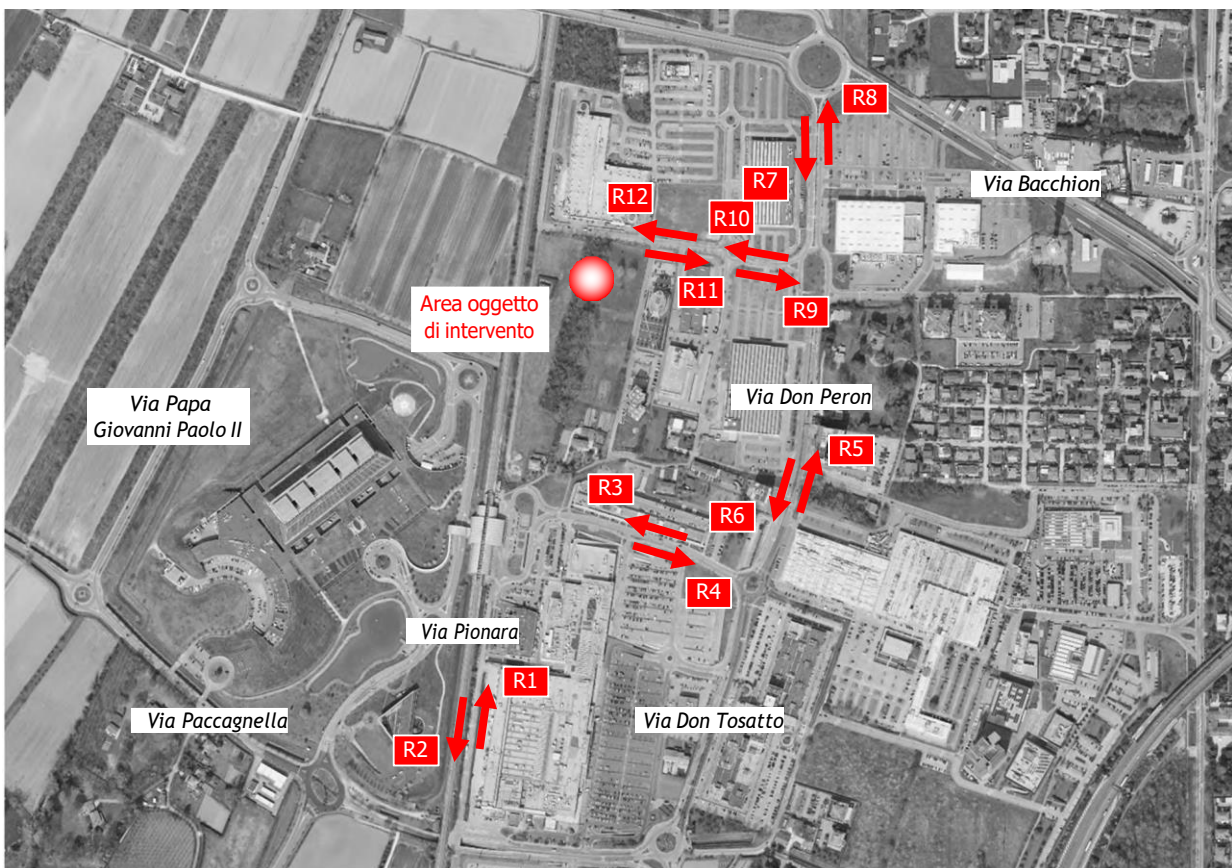 R8
Via Bacchion
R7
R12
R10
Area oggetto
di intervento
R11
R9
Via Papa
Giovanni Paolo II
Via Don Peron
R5
R3
R6
R4
Via Pionara
R1
Via Paccagnella
Via Don Tosatto
R2